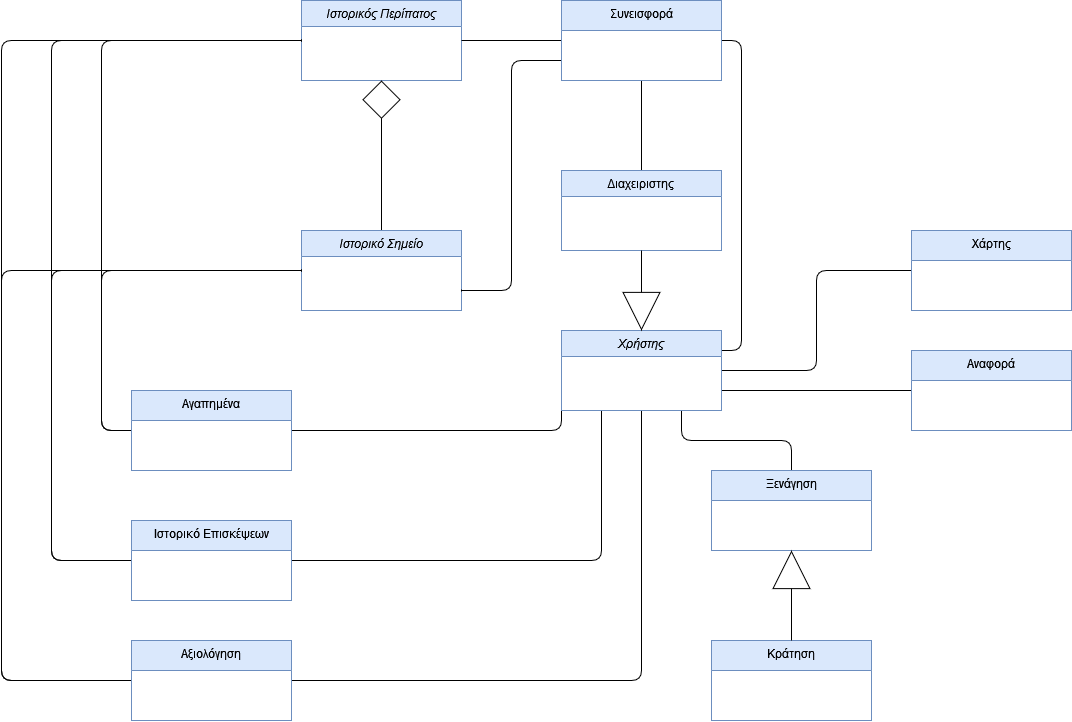 Ιστορικός Περίπατος
Συνεισφορά
Διαχειριστης
Ιστορικό Σημείο
Χάρτης
Χρήστης
Αναφορά
Αγαπημένα
Ξενάγηση
Ιστορικό Επισκέψεων
Αξιολόγηση
Κράτηση